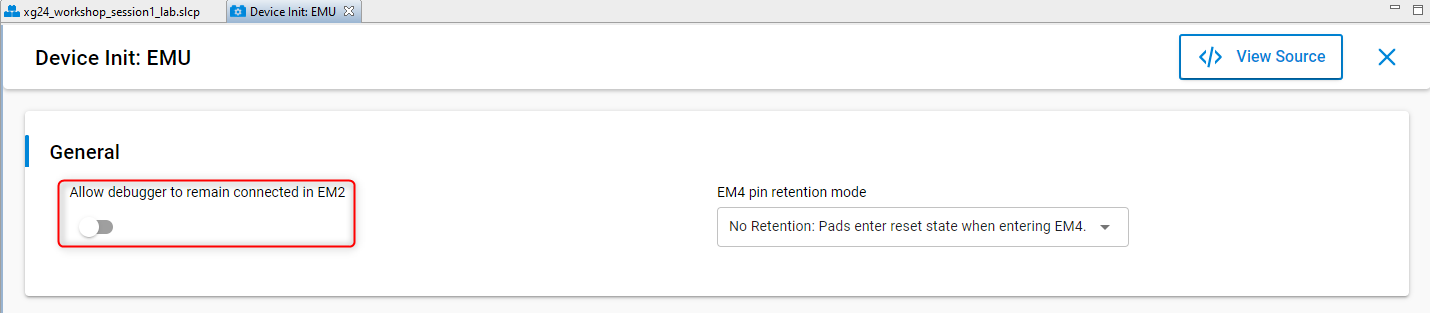 xg24_workshop_session1_lab.slcp
Device Init: EMU
Device Init: EMU
View Source
General
Allow debugger to remain connected in EM2
EM4 pin retention mode
No Retention: Pads enter reset state when entering EM4.